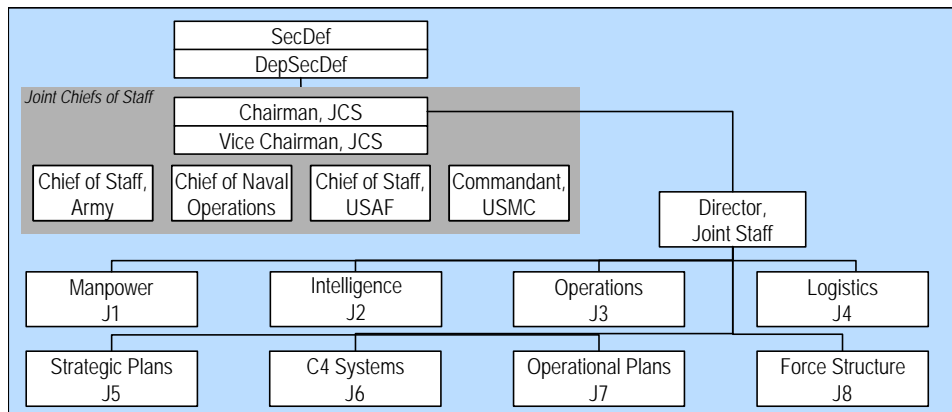 SecDef
DepSecDef
Joint Chiefs of Staff
Chairman, JCS
Vice Chairman, JCS
Chief of Staff,
Army
Chief of Naval
Operations
Chief of Staff,
USAF
Commandant,
USMC
Director,
Joint Staff
Manpower
J1
Intelligence
J2
Operations
J3
Logistics
J4
Strategic Plans
J5
C4 Systems
J6
Operational Plans
J7
Force Structure
J8